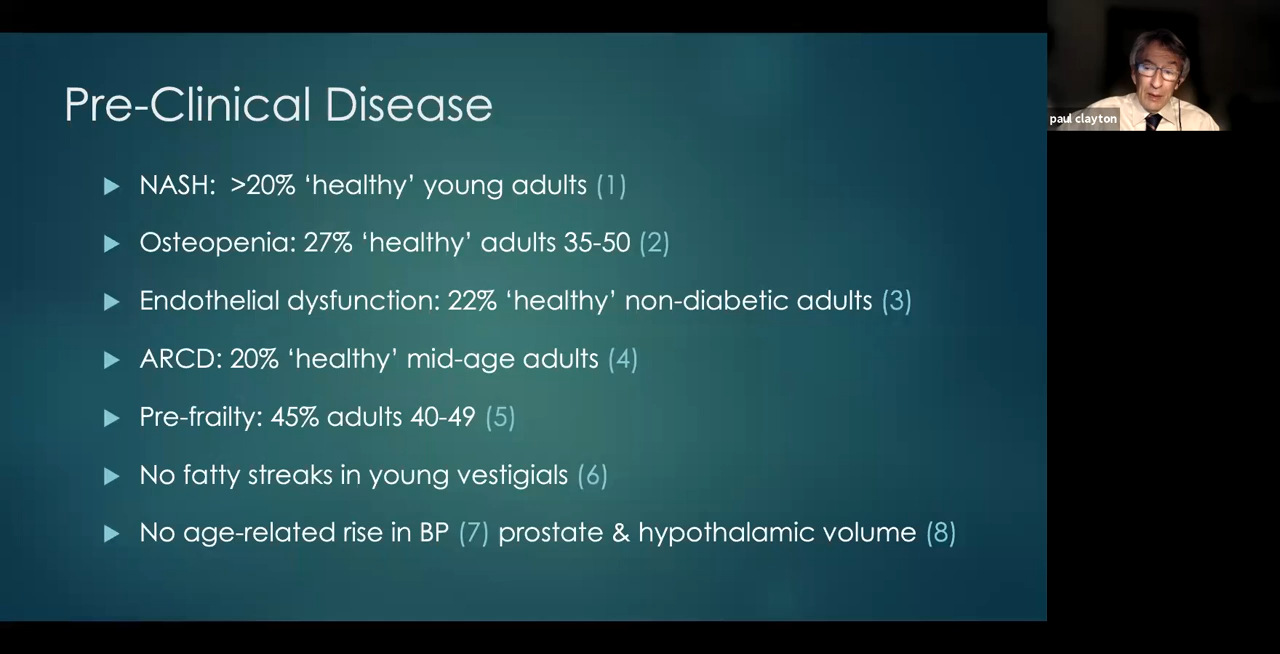 Pre-Clinical Disease
NASH:  >20% ‘healthy’ young adults (1)
Osteopenia: 27% ‘healthy’ adults 35-50 (2)
Endothelial dysfunction: 22% ‘healthy’ non-diabetic adults (3)
ARCD: 20% ‘healthy’ mid-age adults (4)
Pre-frailty: 45% adults 40-49 (5)
No fatty streaks in young vestigials (6)
No age-related rise in BP (7) prostate & hypothalamic volume (8)
paul clayton